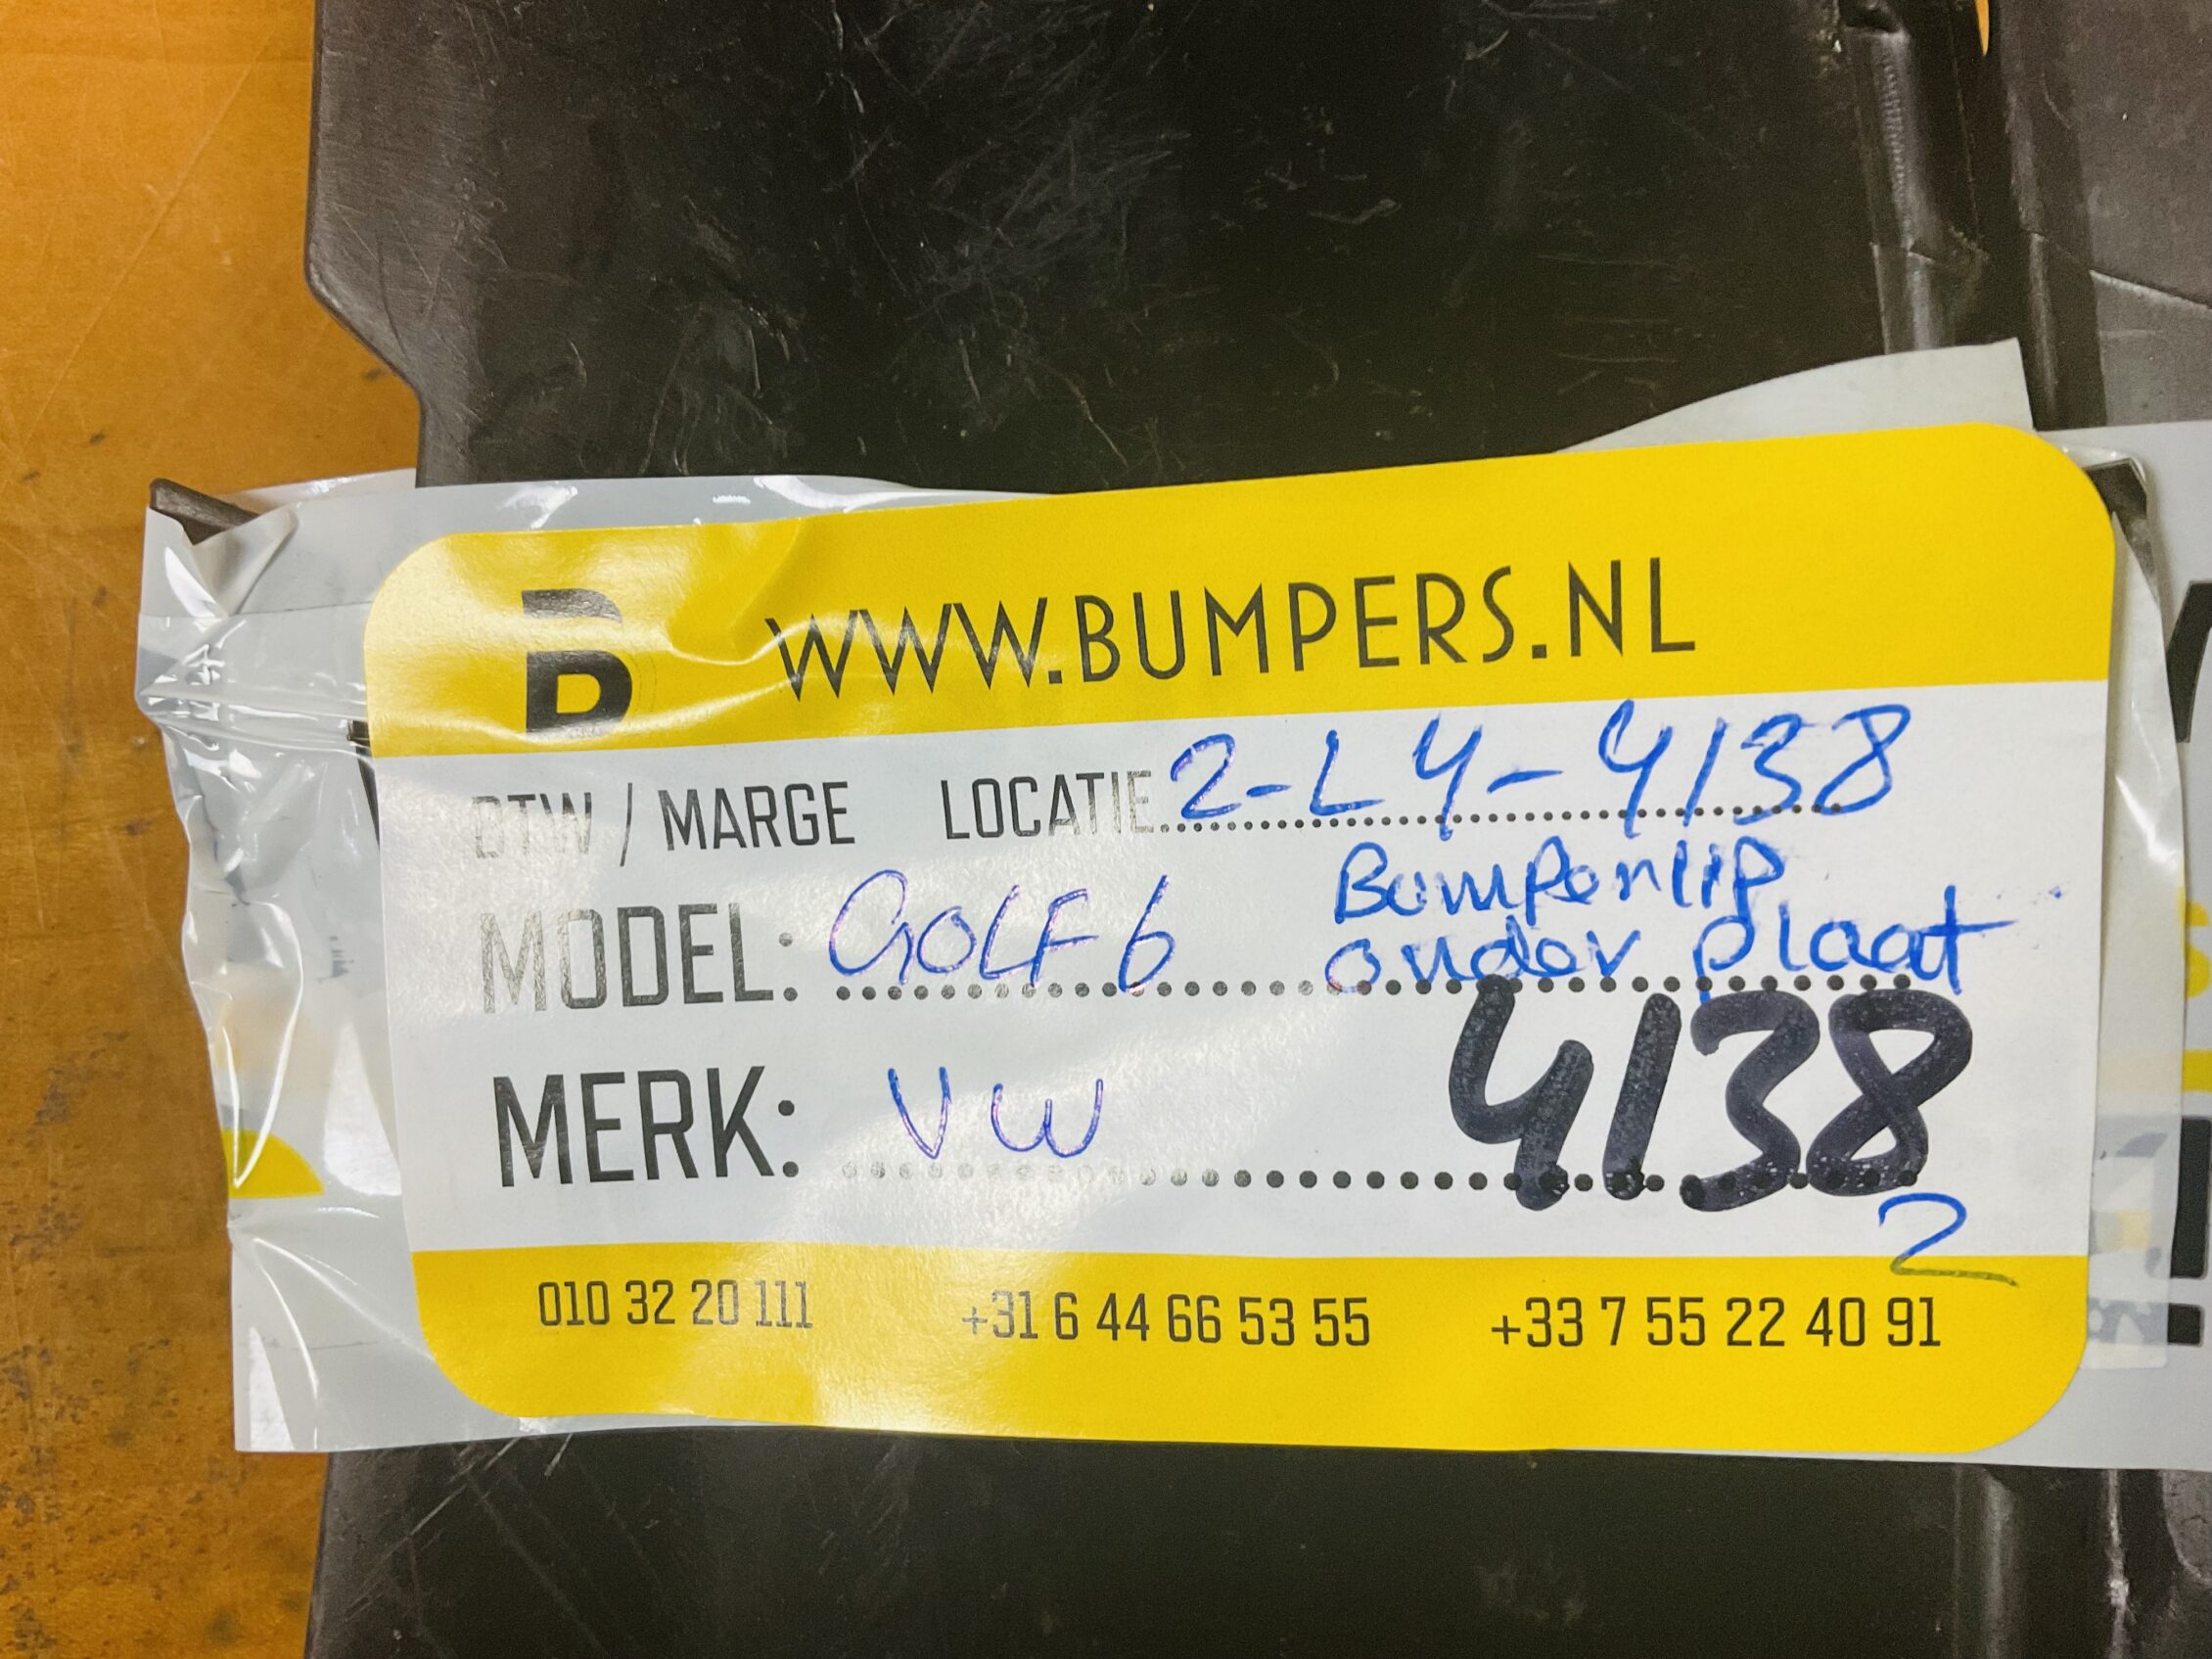 B WWW.BUMPERS.NL
BTW / MARGE LOCATIE 2-L4-4138
Bumperlip
MODEL: GOLF 6 onder plaat
MERK: VW 4138
2
010 32 20 111 +31 6 44 66 53 55 +33 7 55 22 40 91